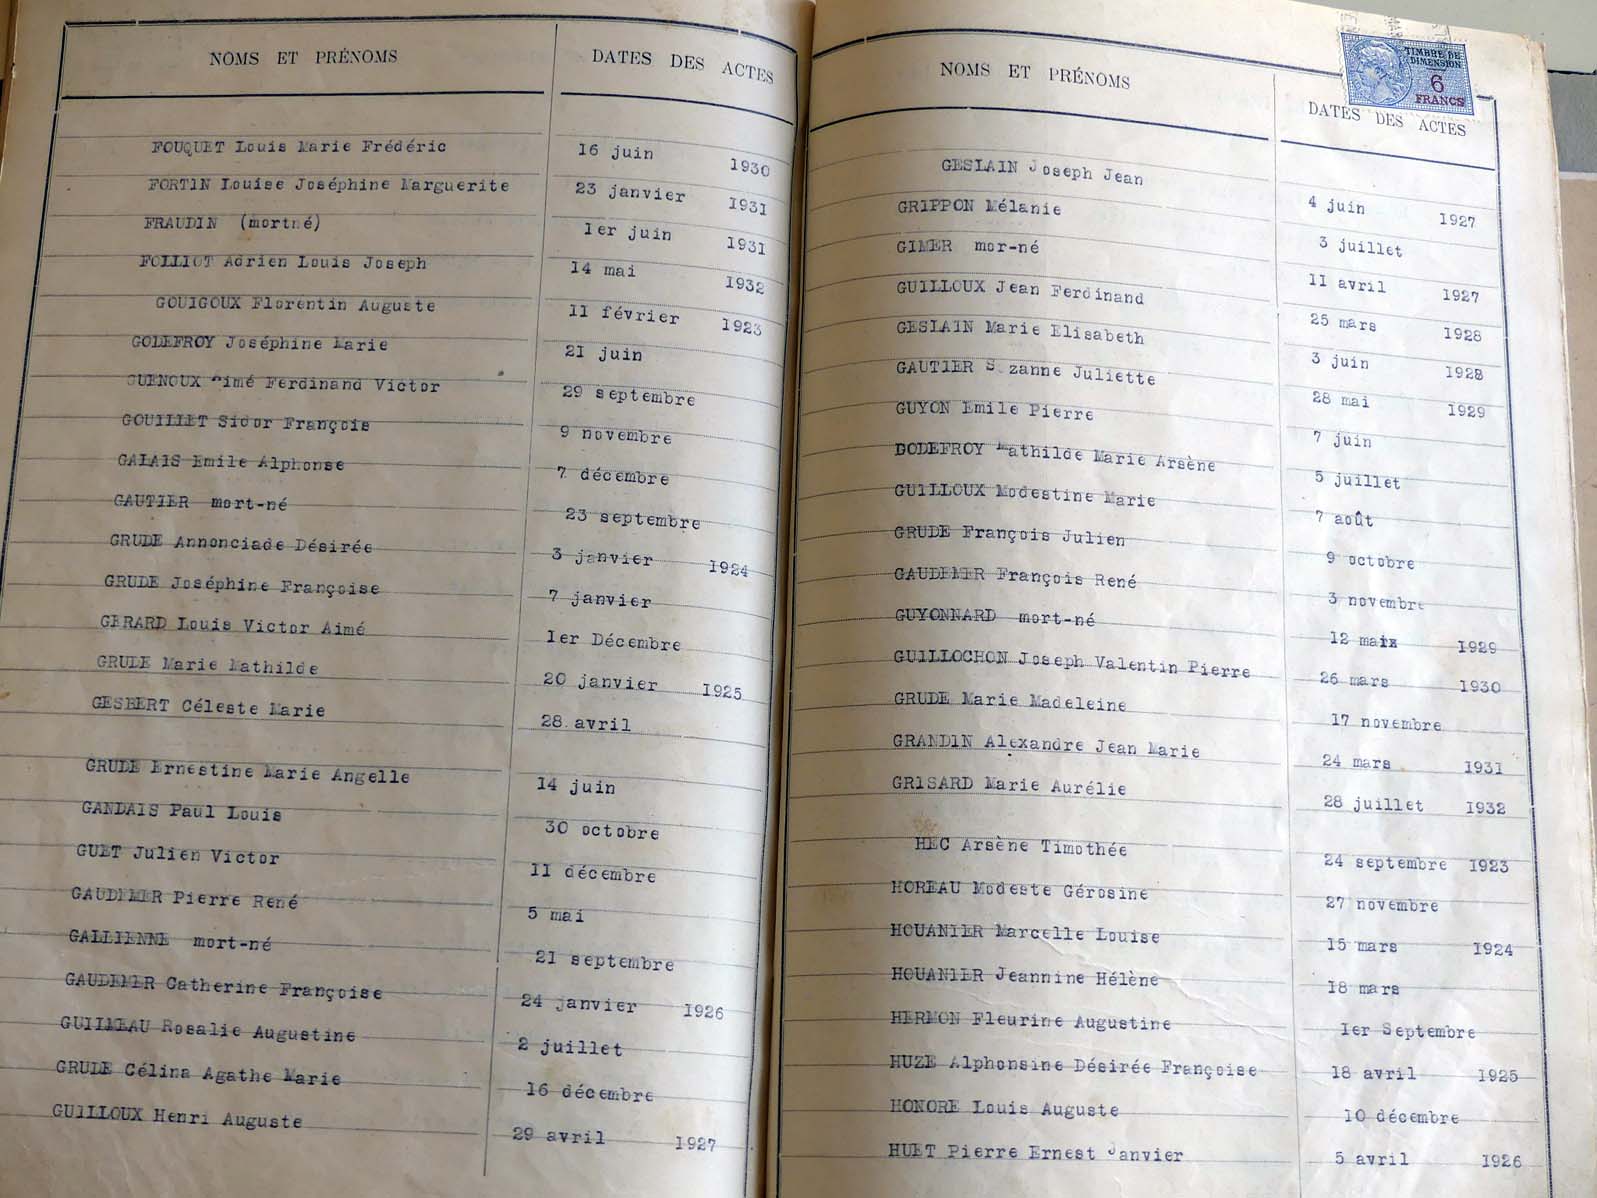 NOMS ET PRÉNOMS DATES DES ACTES
FOUQUET Louis Marie Frédéric 16 juin 1930
FORTIN Louise Joséphine Marguerite 23 janvier 1931
FRAUDIN (mortné) 1er juin 1931
FOLLIOT Adrien Louis Joseph 14 mai 1932
GOUIGOUX Florentin Auguste 11 février 1923
GODEFROY Joséphine Marie 21 juin
GUENOUX Aimé Ferdinand Victor 29 septembre
GOUILLET Sidor François 9 novembre
GALAIS Emile Alphonse 7 décembre
GAUTIER mort-né 23 septembre
GRUDE Annonciade Désirée 3 janvier 1924
GRUDE Joséphine Françoise 7 janvier
GERARD Louis Victor Aimé 1er Décembre
GRUDE Marie Mathilde 20 janvier 1925
GESBERT Céleste Marie 28 avril
GRUDE Ernestine Marie Angelle 14 juin
GANDAIS Paul Louis 30 octobre
GUET Julien Victor 11 décembre
GAUDEMER Pierre René 5 mai
GALLIENNE mort-né 21 septembre
GAUDEMER Catherine Françoise 24 janvier 1926
GUILMEAU Rosalie Augustine 2 juillet
GRUDE Célina Agathe Marie 16 décembre
GUILLOUX Henri Auguste 29 avril 1927
NOMS ET PRÉNOMS DATES DES ACTES
TIMBRE DE
DIMENSION
6
FRANCS
GESLAIN Joseph Jean 4 juin 1927
GRIPPON Mélanie 3 juillet
GIMER mor-né 11 avril 1927
GUILLOUX Jean Ferdinand 25 mars 1928
GESLAIN Marie Elisabeth 3 juin 1928
GAUTIER Suzanne Juliette 28 mai 1929
GUYON Emile Pierre 7 juin
GODEFROY Mathilde Marie Arsène 5 juillet
GUILLOUX Modestine Marie 7 août
GRUDE François Julien 9 octobre
GAUDEMER François René 3 novembre
GUYONNARD mort-né 12 mai 1929
GUILLOCHON Joseph Valentin Pierre 26 mars 1930
GRUDE Marie Madeleine 17 novembre
GRANDIN Alexandre Jean Marie 24 mars 1931
GRISARD Marie Aurélie 28 juillet 1932
HEC Arsène Timothée 24 septembre 1923
HOREAU Modeste Gérosine 27 novembre
HOUANIER Marcelle Louise 15 mars 1924
HOUANIER Jeannine Hélène 18 mars
HERMON Fleurine Augustine 1er Septembre
HUZE Alphonsine Désirée Françoise 18 avril 1925
HONORE Louis Auguste 10 décembre
HUET Pierre Ernest Janvier 5 avril 1926